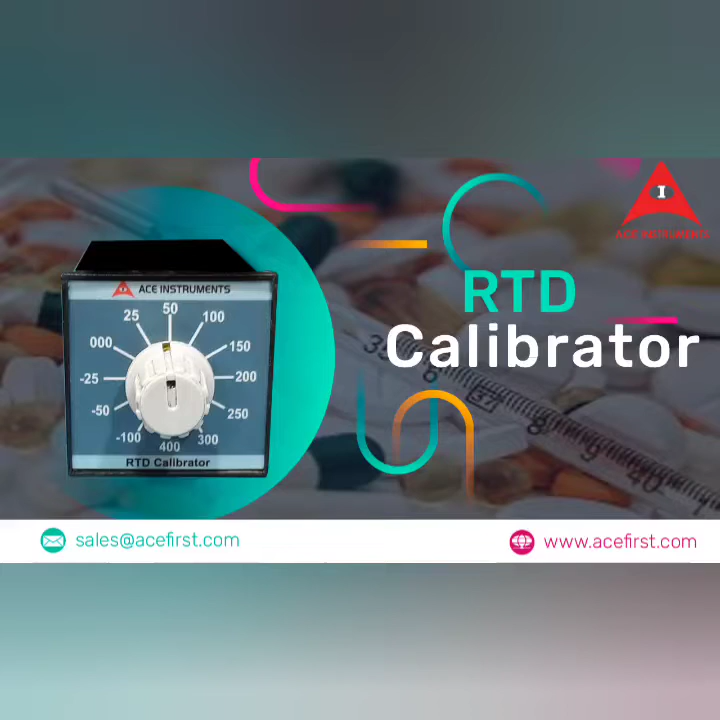 I
ACE INSTRUMENTS
RTD
Calibrator
ACE INSTRUMENTS
50
25 100
000 150
-25 200
-50 250
-100 300
400
RTD Calibrator
sales@acefirst.com
www.acefirst.com